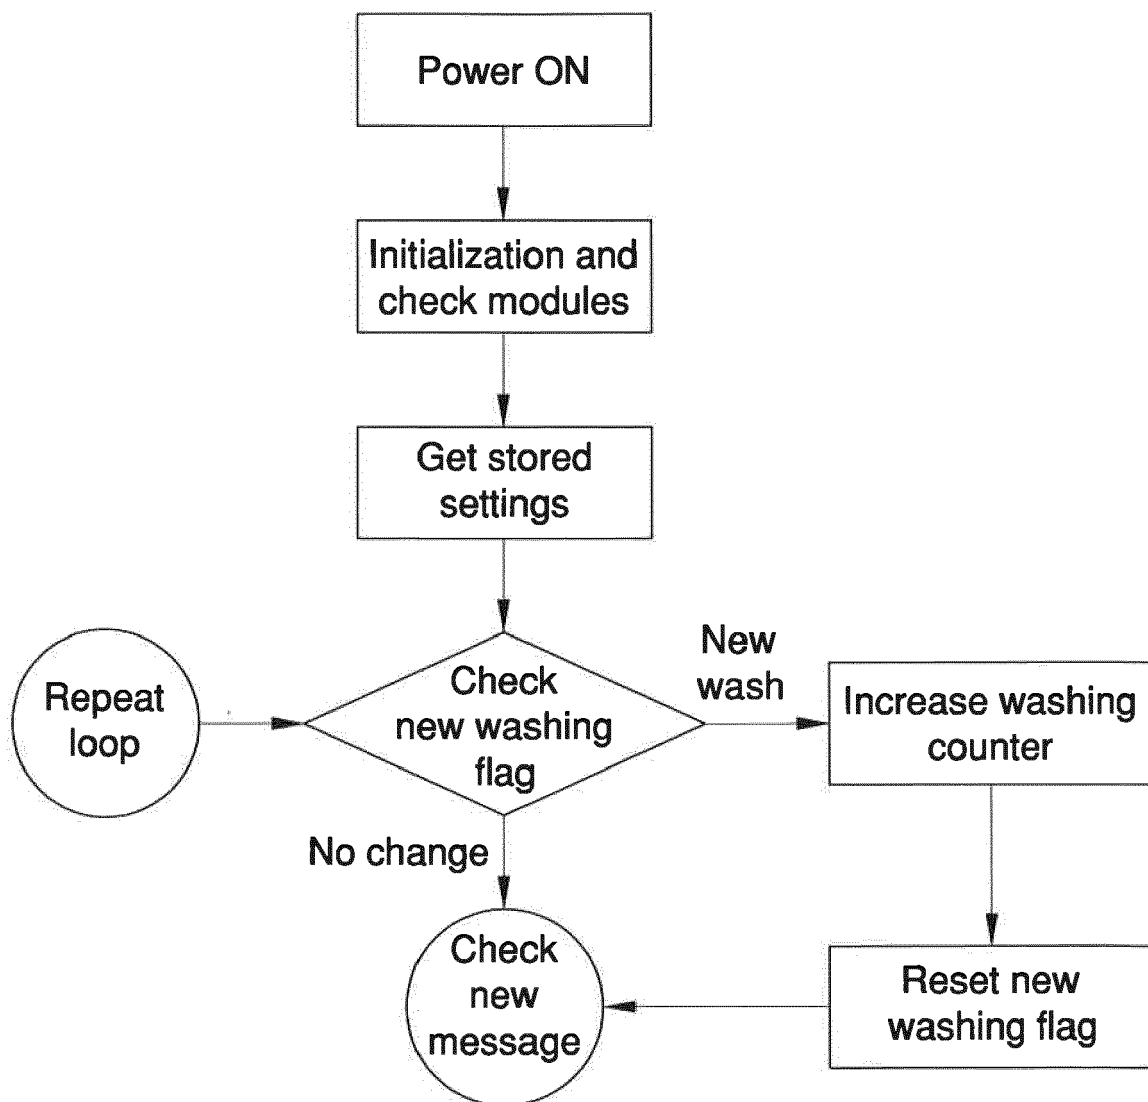 Power ON
Initialization and
check modules
Get stored
settings
Repeat
loop
Check
new washing
flag
New
wash
Increase washing
counter
No change
Check
new
message
Reset new
washing flag